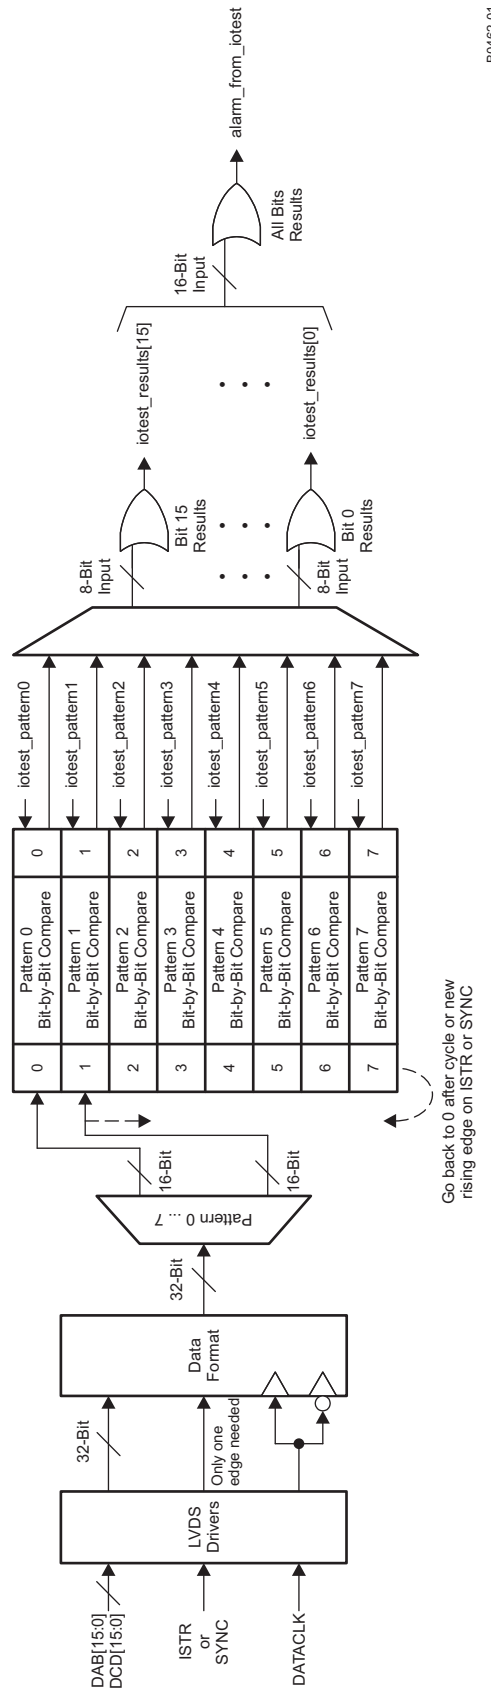 DAB[15:0]
DCD[15:0]
ISTR
or
SYNC
DATACLK
LVDS
Drivers
32-Bit
Only one
edge needed
Data
Format
32-Bit
Pattern 0 ... 7
16-Bit
16-Bit
0
Pattern 0
Bit-by-Bit Compare
0
iotest_pattern0
1
Pattern 1
Bit-by-Bit Compare
1
iotest_pattern1
2
Pattern 2
Bit-by-Bit Compare
2
iotest_pattern2
3
Pattern 3
Bit-by-Bit Compare
3
iotest_pattern3
4
Pattern 4
Bit-by-Bit Compare
4
iotest_pattern4
5
Pattern 5
Bit-by-Bit Compare
5
iotest_pattern5
6
Pattern 6
Bit-by-Bit Compare
6
iotest_pattern6
7
Pattern 7
Bit-by-Bit Compare
7
iotest_pattern7
Go back to 0 after cycle or new
rising edge on ISTR or SYNC
8-Bit
Input
Bit 15
Results
iotest_results[15]
8-Bit
Input
Bit 0
Results
iotest_results[0]
16-Bit
Input
All Bits
Results
alarm_from_iotest
B0463-01